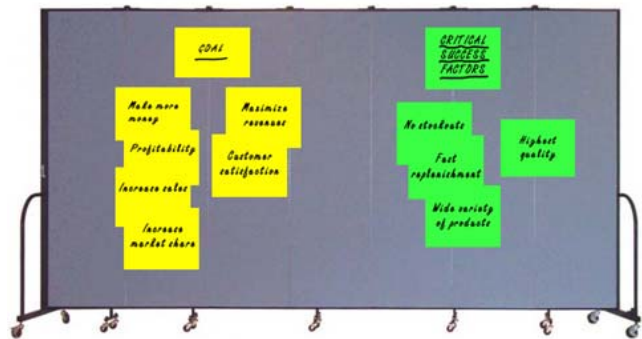 GOAL
Make more
money
Profitability
Increase sales
Increase
market share
Maximize
revenues
Customer
satisfaction
CRITICAL
SUCCESS
FACTORS
No stockouts
Fast
replenishment
Wide variety
of products
Highest
quality